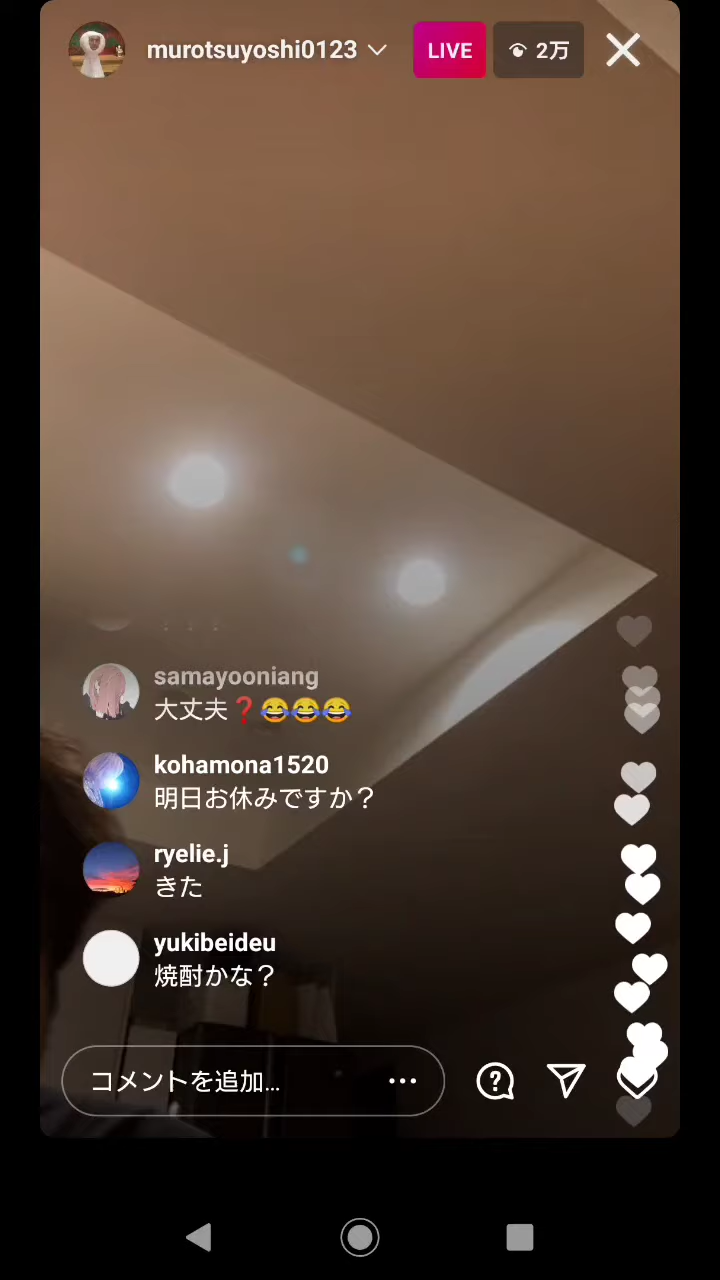 murotsuyoshi0123
LIVE
2万
samayooniang
大丈夫❓😂😂😂
kohamona1520
明日お休みですか？
ryelie.j
きた
yukibeideu
焼酎かな？
コメントを追加...